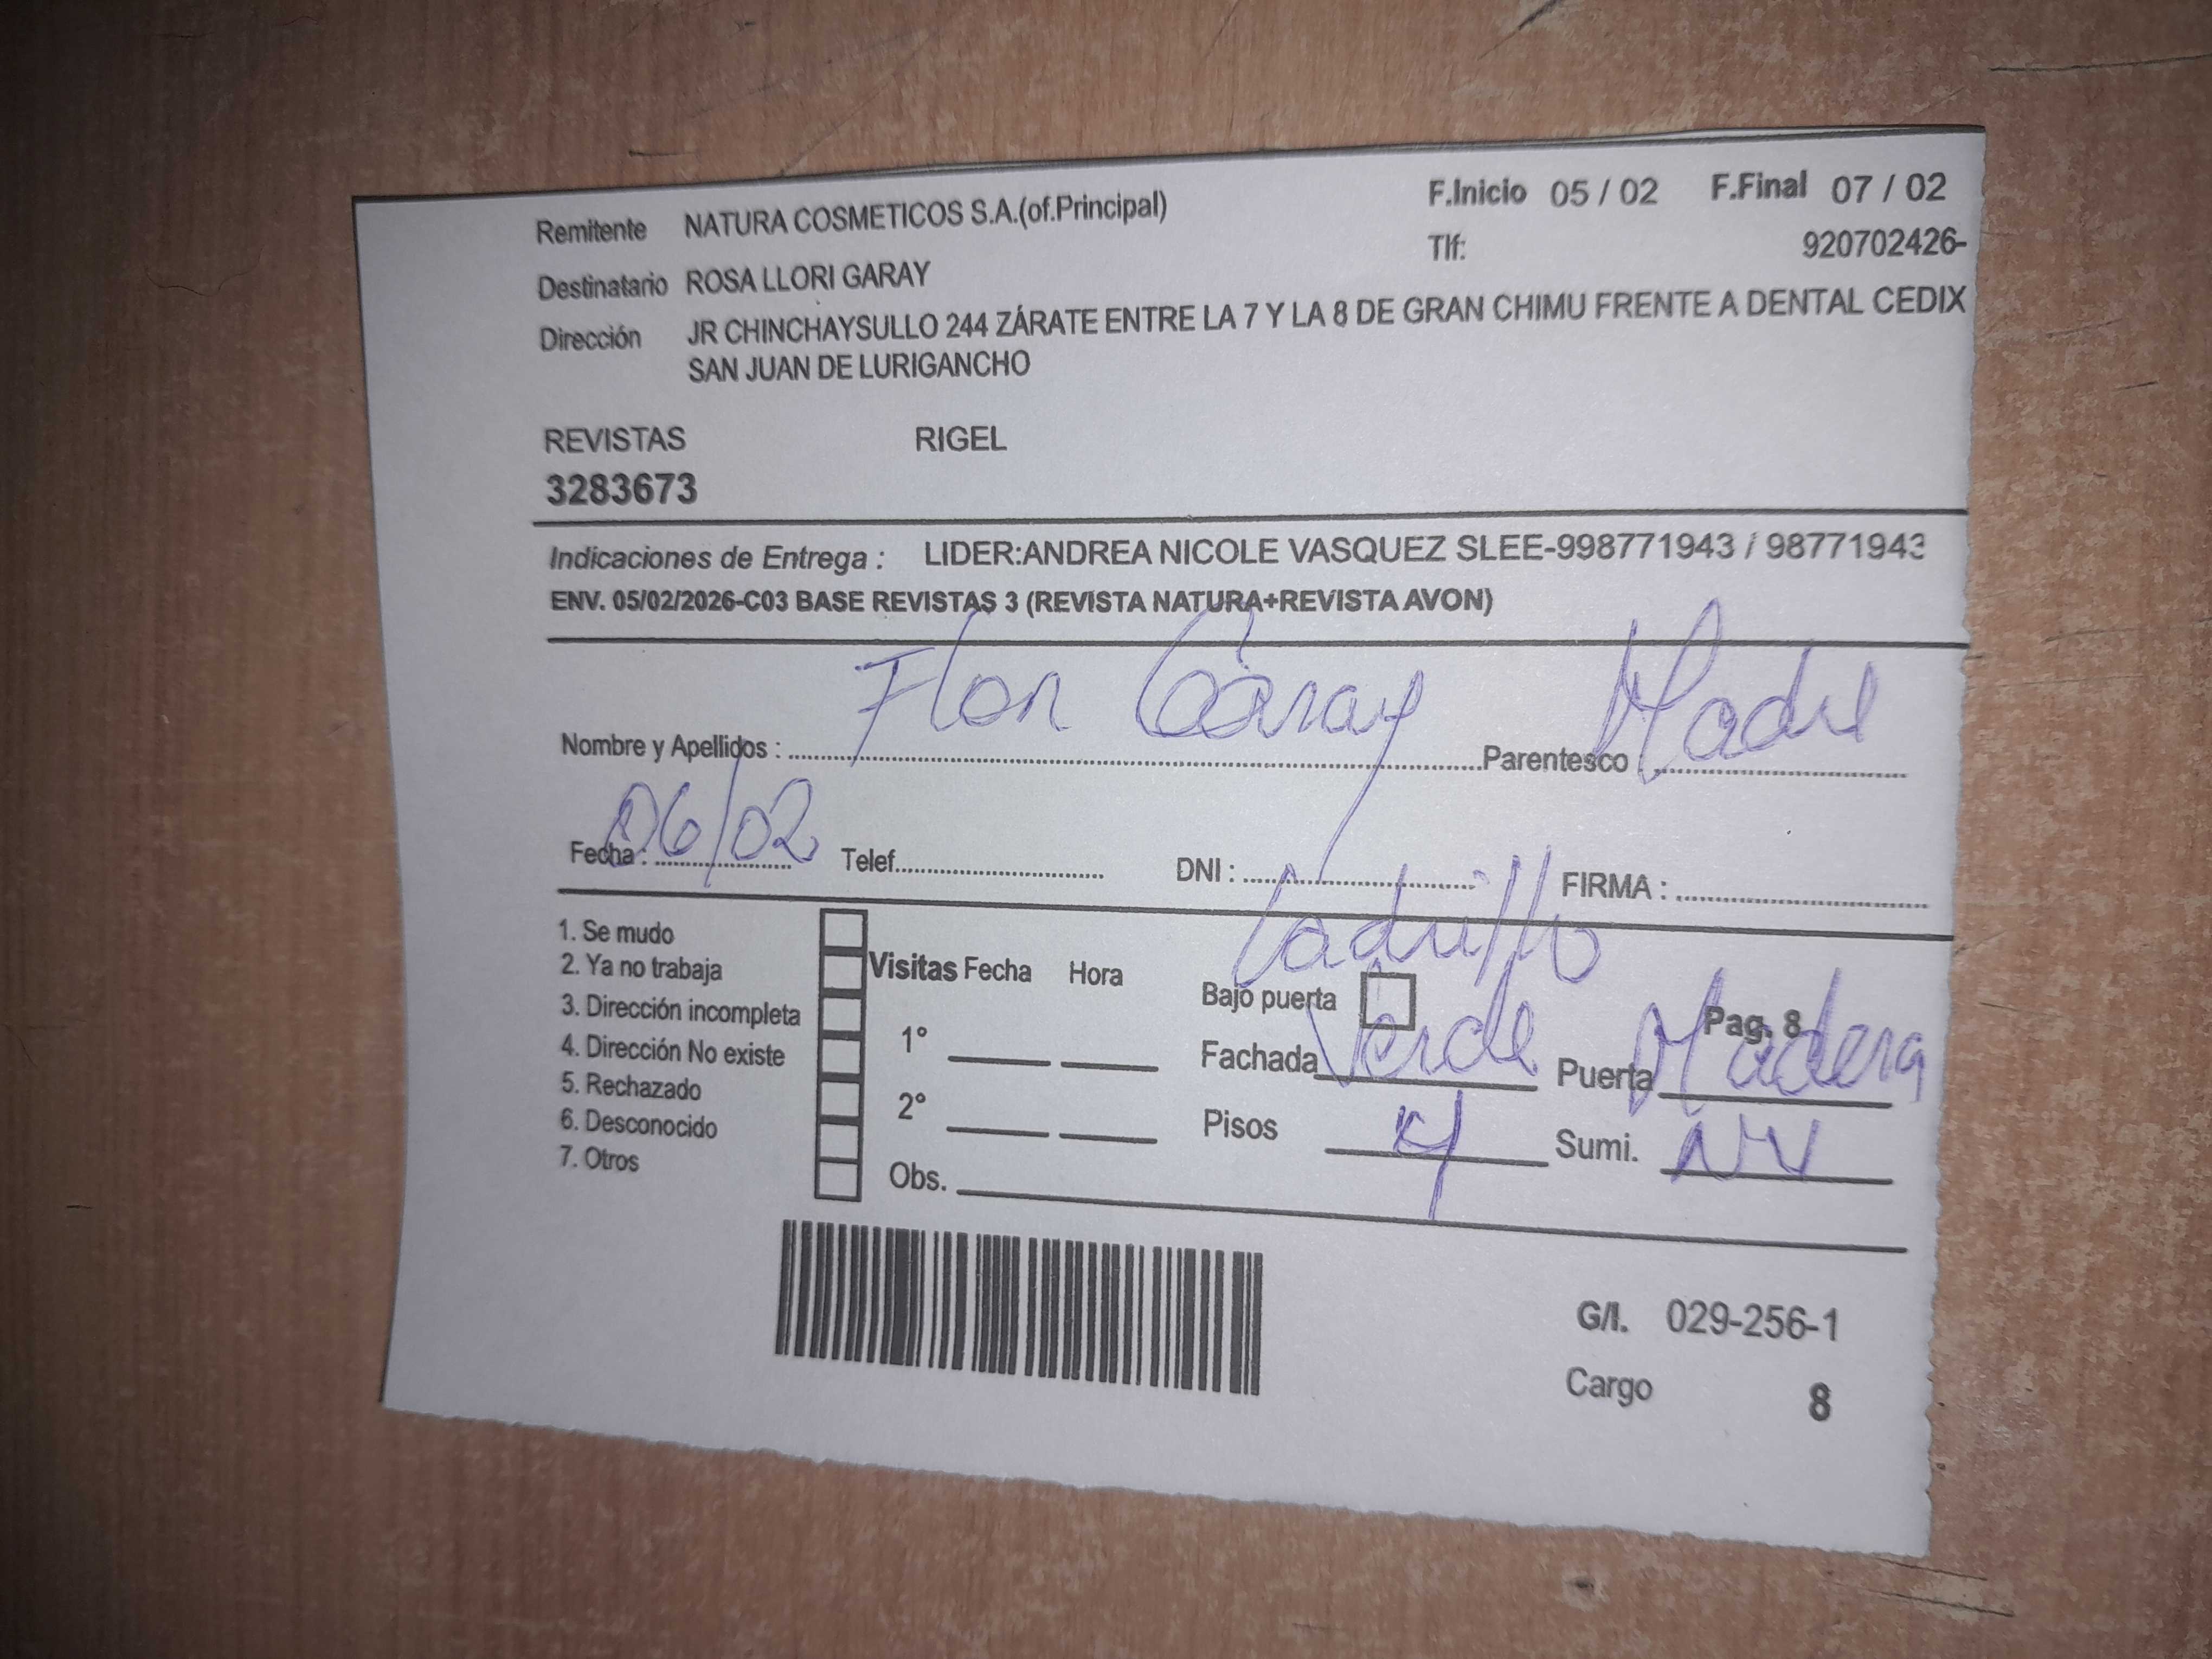 Remitente NATURA COSMETICOS S.A.(of.Principal) F.Inicio 05 / 02 F.Final 07 / 02
Tlf: 920702426-
Destinatario ROSA LLORI GARAY
Dirección JR CHINCHAYSULLO 244 ZÁRATE ENTRE LA 7 Y LA 8 DE GRAN CHIMU FRENTE A DENTAL CEDIX
SAN JUAN DE LURIGANCHO
REVISTAS RIGEL
3283673
Indicaciones de Entrega : LIDER:ANDREA NICOLE VASQUEZ SLEE-998771943 / 98771943
ENV. 05/02/2026-C03 BASE REVISTAS 3 (REVISTA NATURA+REVISTA AVON)
Nombre y Apellidos : Flor Garay Parentesco : Madre
Fecha : 06/02 Telef. DNI : FIRMA :
Ladrillo
1. Se mudo
2. Ya no trabaja
3. Dirección incompleta
4. Dirección No existe
5. Rechazado
6. Desconocido
7. Otros
Visitas Fecha Hora
1°
2°
Obs.
Bajo puerta Pag. 8
Fachada Verde Puerta Madera
Pisos 4 Sumi. NV
G/I. 029-256-1
Cargo 8